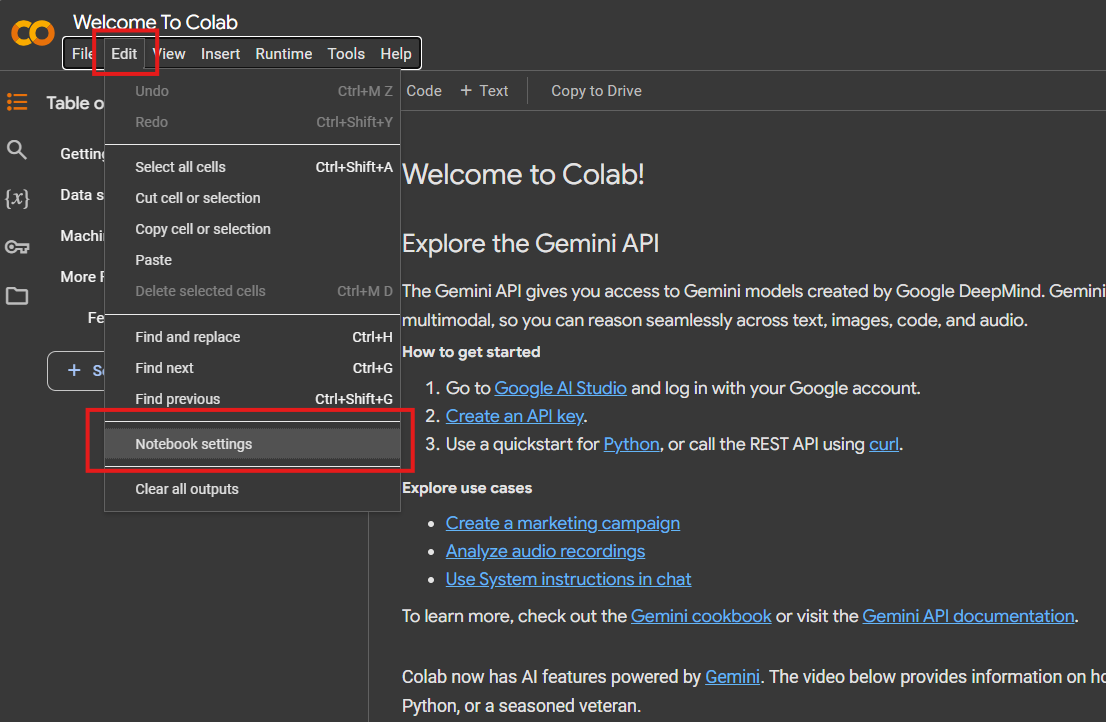 Welcome To Colab
File Edit View Insert Runtime Tools Help
Undo Ctrl+M Z
Redo Ctrl+Shift+Y
Select all cells Ctrl+Shift+A
Cut cell or selection
Copy cell or selection
Paste
Delete selected cells Ctrl+M D
Find and replace Ctrl+H
Find next Ctrl+G
Find previous Ctrl+Shift+G
Notebook settings
Clear all outputs
Table o
Getting
Data s
Machi
More F
Fe
+ S
Code + Text Copy to Drive
Welcome to Colab!
Explore the Gemini API
The Gemini API gives you access to Gemini models created by Google DeepMind. Gemini
multimodal, so you can reason seamlessly across text, images, code, and audio.
How to get started
1. Go to Google AI Studio and log in with your Google account.
2. Create an API key.
3. Use a quickstart for Python, or call the REST API using curl.
Explore use cases
• Create a marketing campaign
• Analyze audio recordings
• Use System instructions in chat
To learn more, check out the Gemini cookbook or visit the Gemini API documentation.
Colab now has AI features powered by Gemini. The video below provides information on ho
Python, or a seasoned veteran.